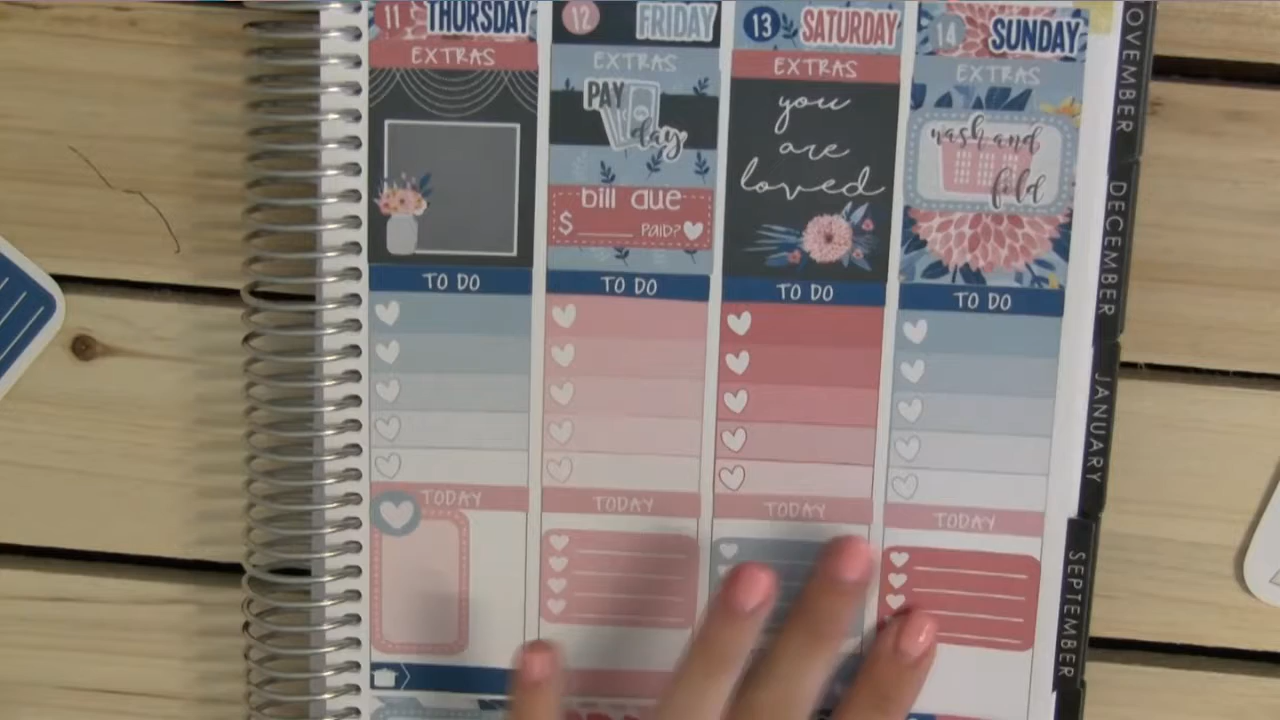 11 THURSDAY
EXTRAS
TO DO
TODAY
12 FRIDAY
EXTRAS
PAY
day
bill due
$ PAID?
TO DO
TODAY
13 SATURDAY
EXTRAS
you
are
loved
TO DO
TODAY
14 SUNDAY
EXTRAS
wash and
fold
TO DO
TODAY
NOVEMBER
DECEMBER
JANUARY
SEPTEMBER